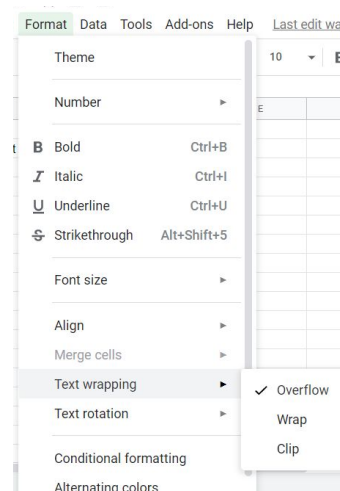 Format Data Tools Add-ons Help Last edit wa
Theme
10
Number
E
B Bold Ctrl+B
I Italic Ctrl+I
U Underline Ctrl+U
S Strikethrough Alt+Shift+5
Font size
Align
Merge cells
Text wrapping
Overflow
Text rotation
Wrap
Clip
Conditional formatting
Alternating colors